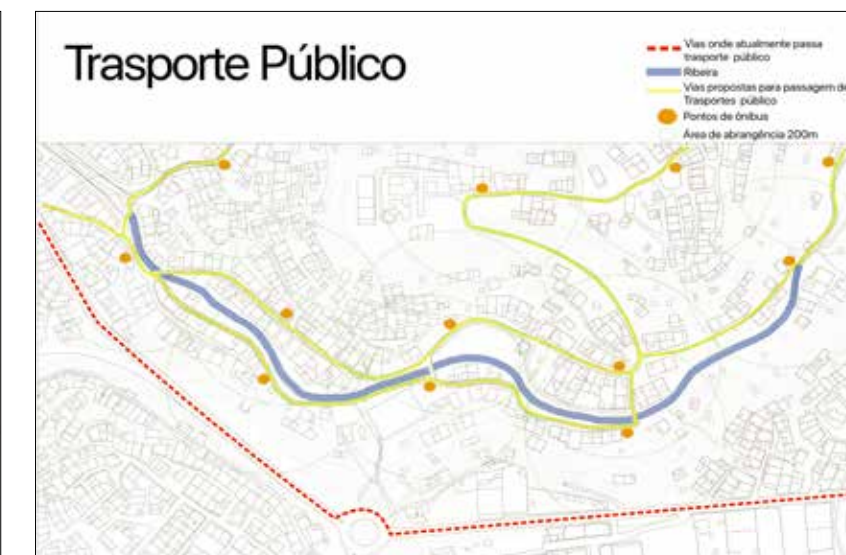 Trasporte Público
Vias onde atualmente passa
trasporte público
Ribeira
Vias propostas para passagem de
Trasportes público
Pontos de ônibus
Área de abrangência 200m